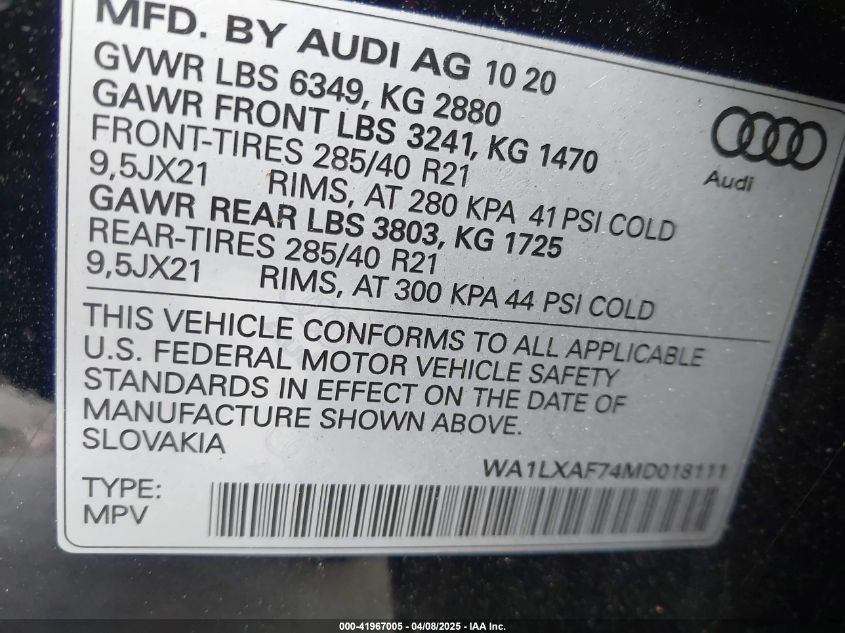 MFD. BY AUDI AG 10 20
GVWR LBS 6349, KG 2880
GAWR FRONT LBS 3241, KG 1470
FRONT-TIRES 285/40 R21
9,5JX21 RIMS, AT 280 KPA 41 PSI COLD
GAWR REAR LBS 3803, KG 1725
REAR-TIRES 285/40 R21
9,5JX21 RIMS, AT 300 KPA 44 PSI COLD
Audi
THIS VEHICLE CONFORMS TO ALL APPLICABLE
U.S. FEDERAL MOTOR VEHICLE SAFETY
STANDARDS IN EFFECT ON THE DATE OF
MANUFACTURE SHOWN ABOVE.
SLOVAKIA
WA1LXAF74MD018111
TYPE:
MPV
000-41967005 - 04/08/2025 - IAA Inc.